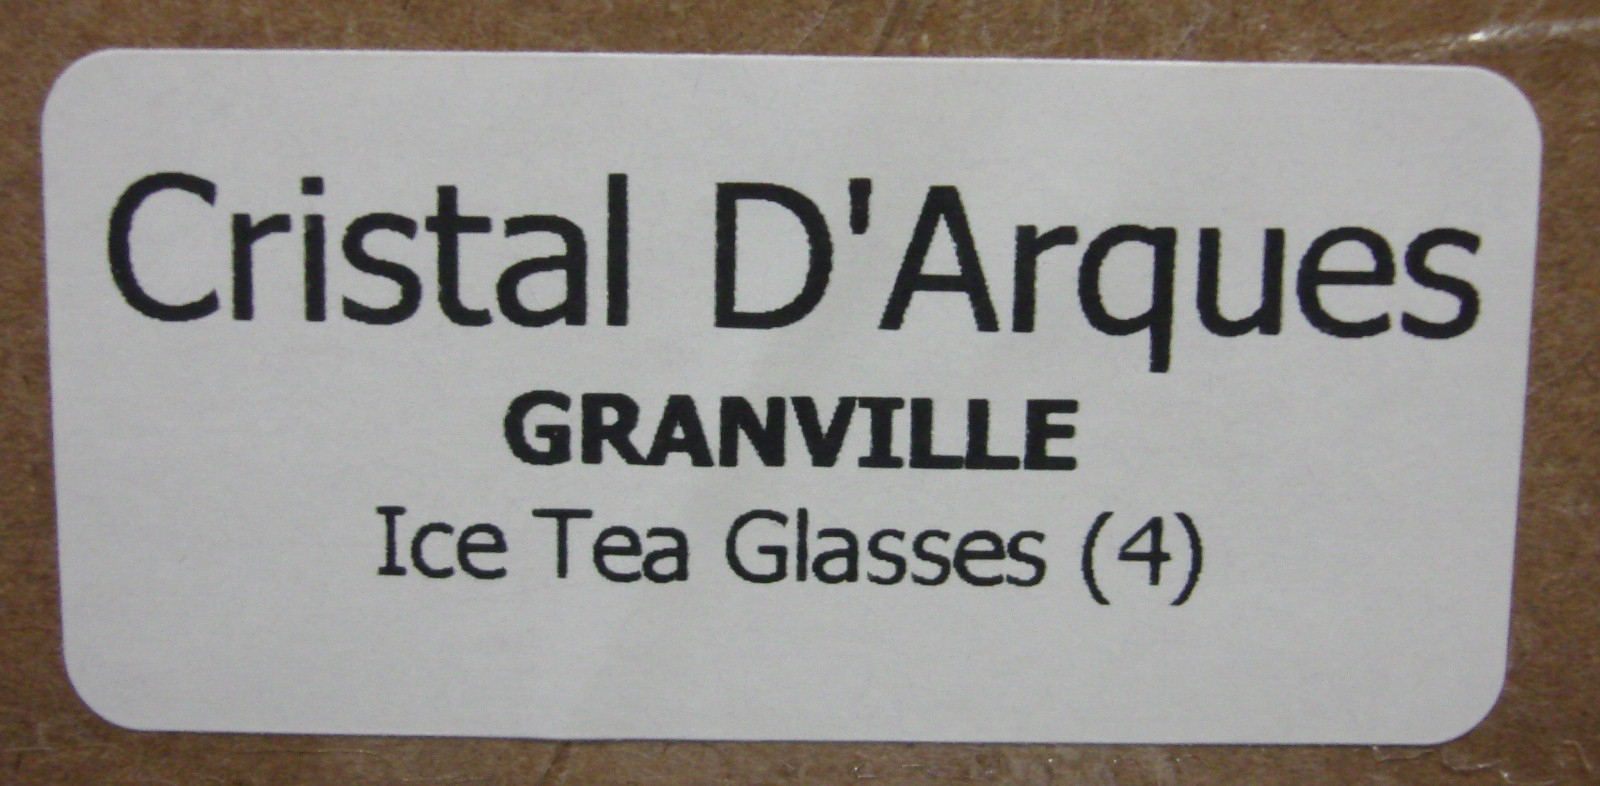 Cristal D'Arques
GRANVILLE
Ice Tea Glasses (4)